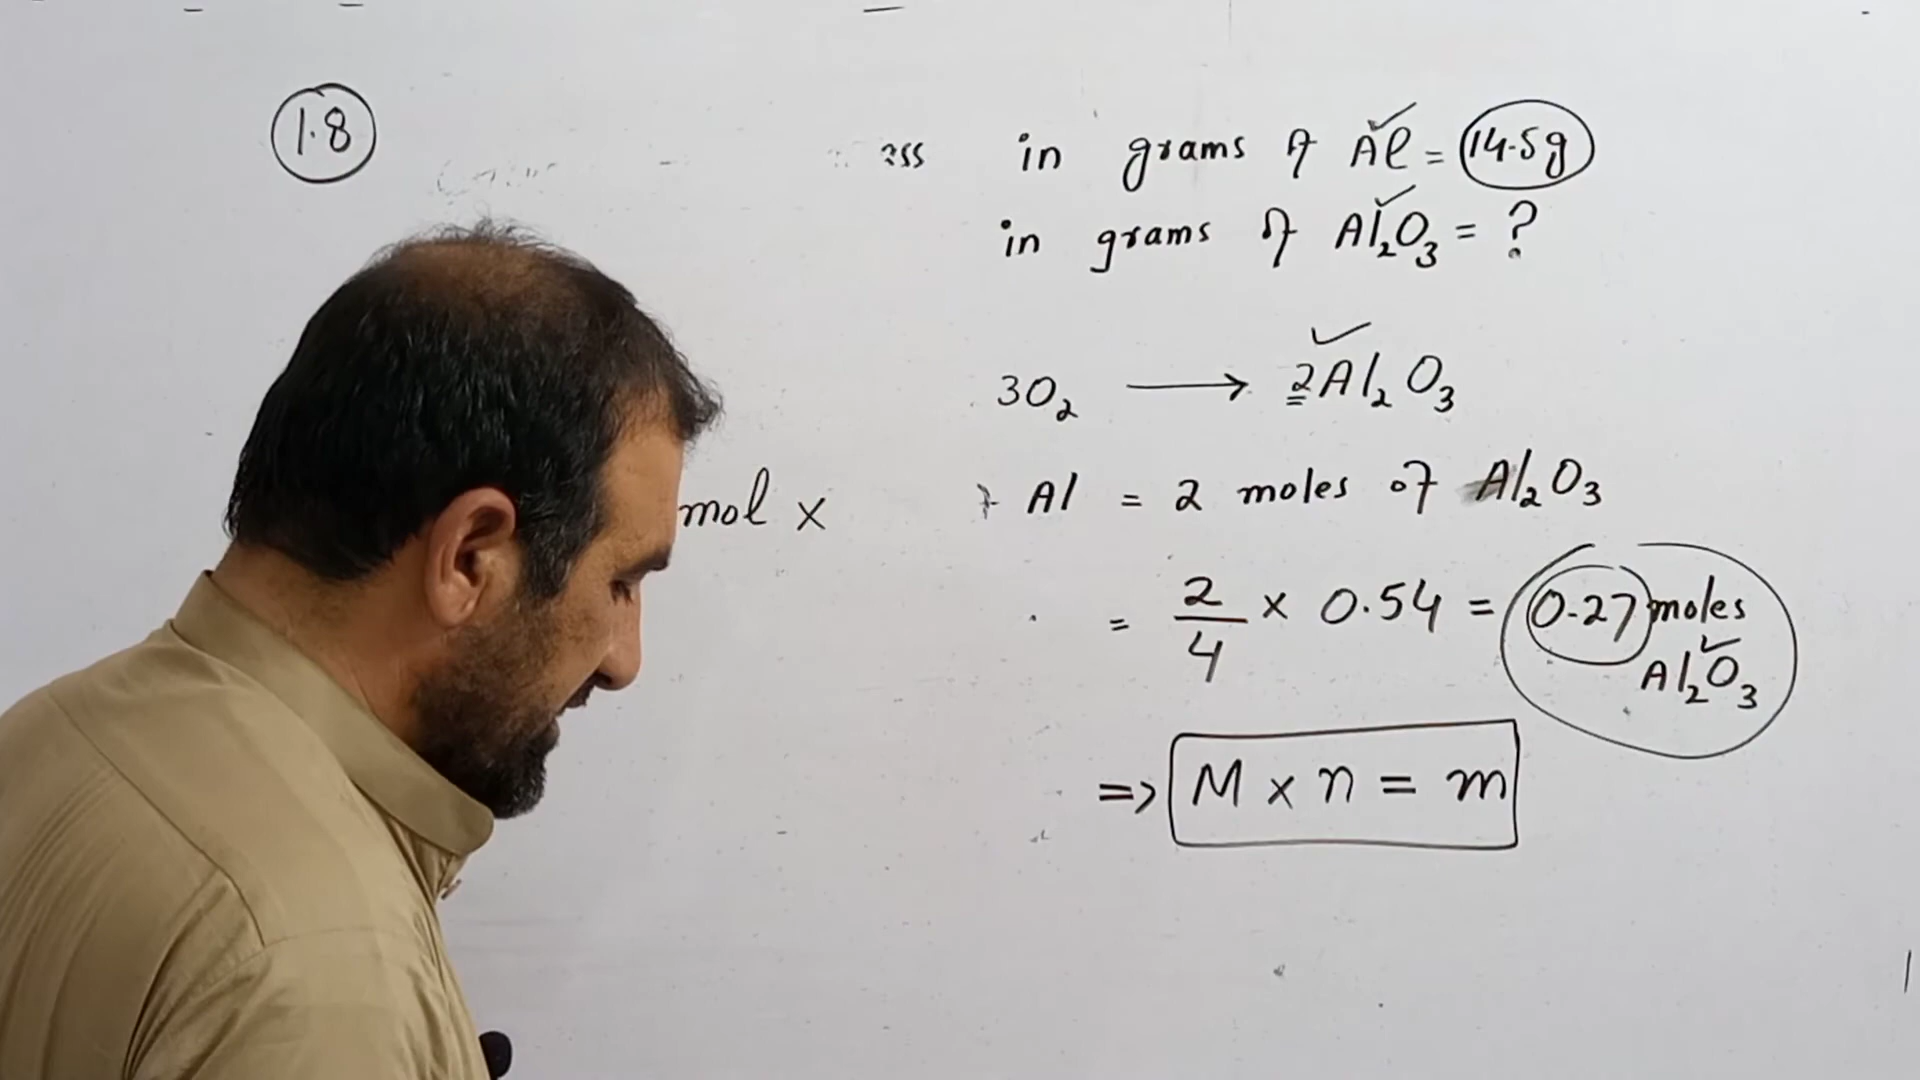 1.8
in grams of Al = 14.5g
in grams of Al₂O₃ = ?
3O₂ ⟶ 2Al₂O₃
mol x Al = 2 moles of Al₂O₃
= 2/4 x 0.54 = 0.27 moles
Al₂O₃
=> M x n = m